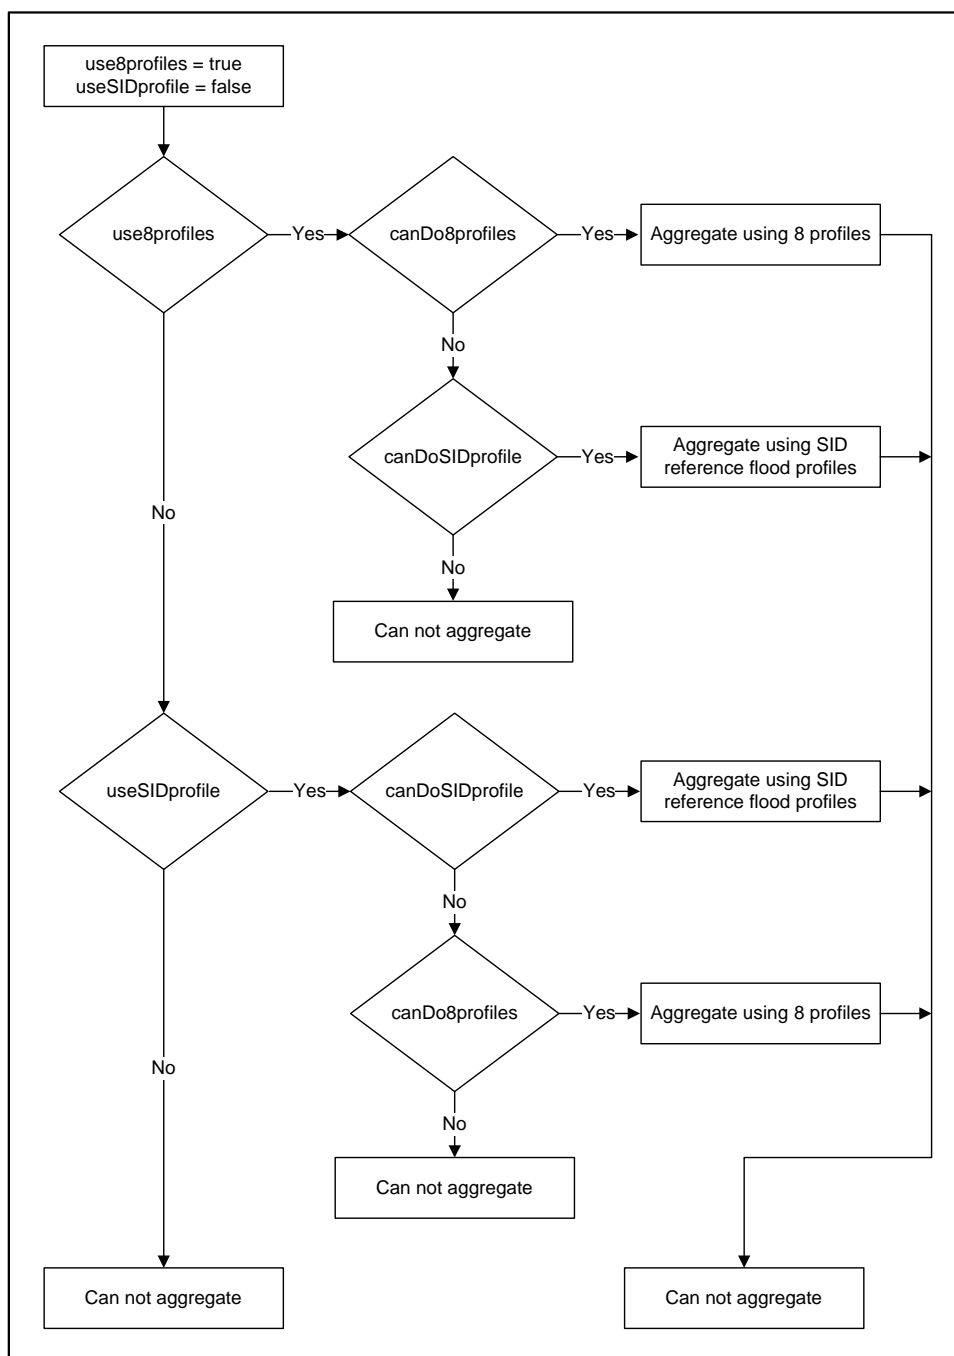 use8profiles = true
useSIDprofile = false
use8profiles
Yes
canDo8profiles
Yes
Aggregate using 8 profiles
No
canDoSIDprofile
Yes
Aggregate using SID
reference flood profiles
No
No
Can not aggregate
useSIDprofile
Yes
canDoSIDprofile
Yes
Aggregate using SID
reference flood profiles
No
canDo8profiles
Yes
Aggregate using 8 profiles
No
No
Can not aggregate
Can not aggregate
Can not aggregate